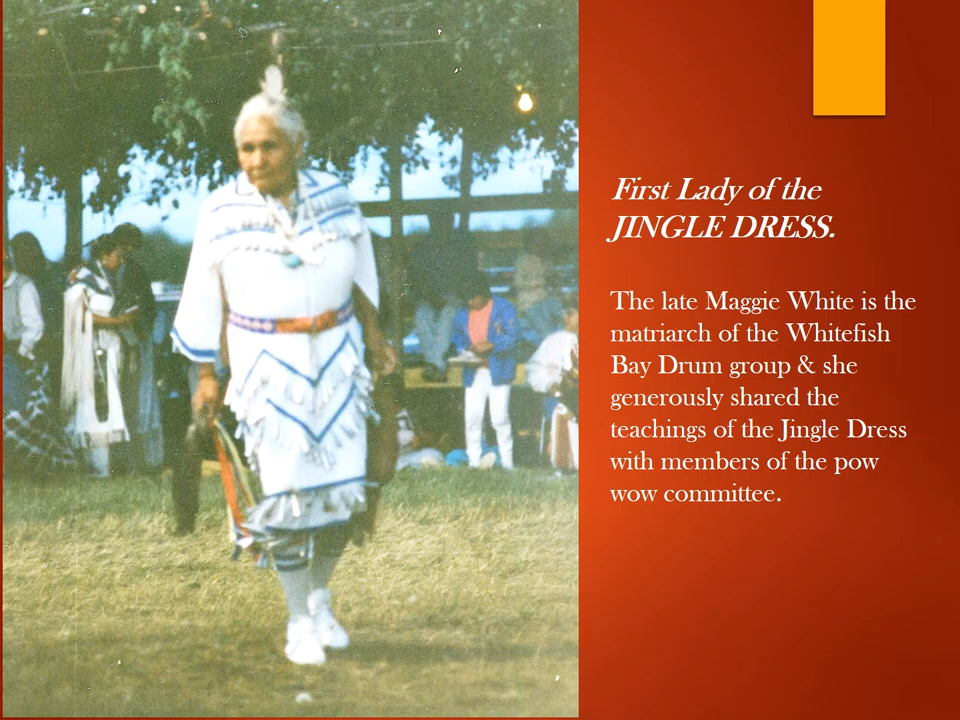 First Lady of the
JINGLE DRESS.
The late Maggie White is the
matriarch of the Whitefish
Bay Drum group & she
generously shared the
teachings of the Jingle Dress
with members of the pow
wow committee.